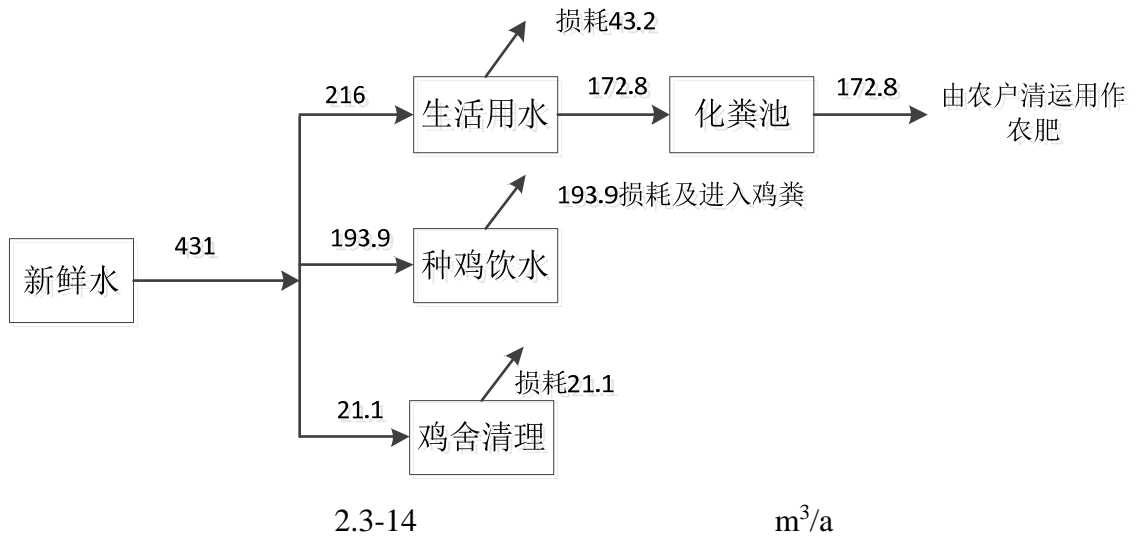 损耗43.2
216
生活用水
172.8
化粪池
172.8
由农户清运用作
农肥
193.9损耗及进入鸡粪
新鲜水
431
193.9
种鸡饮水
损耗21.1
21.1
鸡舍清理
2.3-14 m³/a